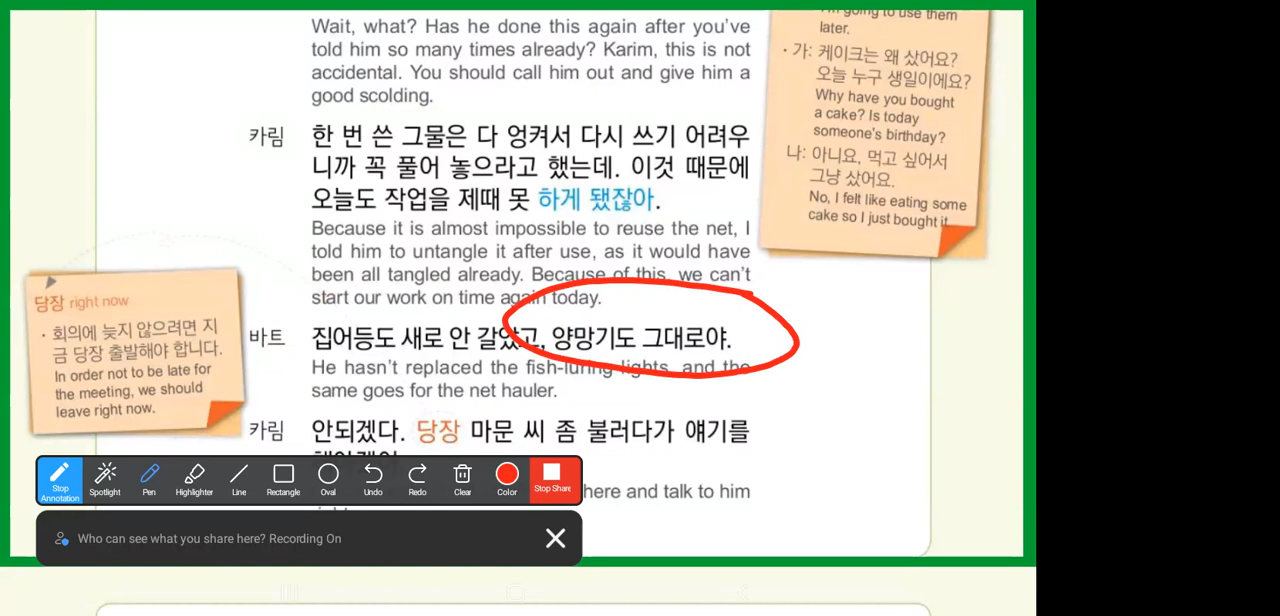 Wait, what? Has he done this again after you've
told him so many times already? Karim, this is not
accidental. You should call him out and give him a
good scolding.
카림
한 번 쓴 그물은 다 엉켜서 다시 쓰기 어려우
니까 꼭 풀어 놓으라고 했는데. 이것 때문에
오늘도 작업을 제때 못 하게 됐잖아.
Because it is almost impossible to reuse the net, I
told him to untangle it after use, as it would have
been all tangled already. Because of this, we can't
start our work on time again today.
바트
집어등도 새로 안 갈았고, 양망기도 그대로야.
He hasn't replaced the fish-luring lights, and the
same goes for the net hauler.
카림
안되겠다. 당장 마문 씨 좀 불러다가 얘기를
here and talk to him
I'm going to use them
later.
· 가: 케이크는 왜 샀어요?
오늘 누구 생일이에요?
Why have you bought
a cake? Is today
someone's birthday?
나: 아니요, 먹고 싶어서
그냥 샀어요.
No, I felt like eating some
cake so I just bought it.
당장 right now
· 회의에 늦지 않으려면 지
금 당장 출발해야 합니다.
In order not to be late for
the meeting, we should
leave right now.
Stop
Annotation
Spotlight
Pen
Highlighter
Line
Rectangle
Oval
Undo
Redo
Clear
Color
Stop Share
Who can see what you share here? Recording On